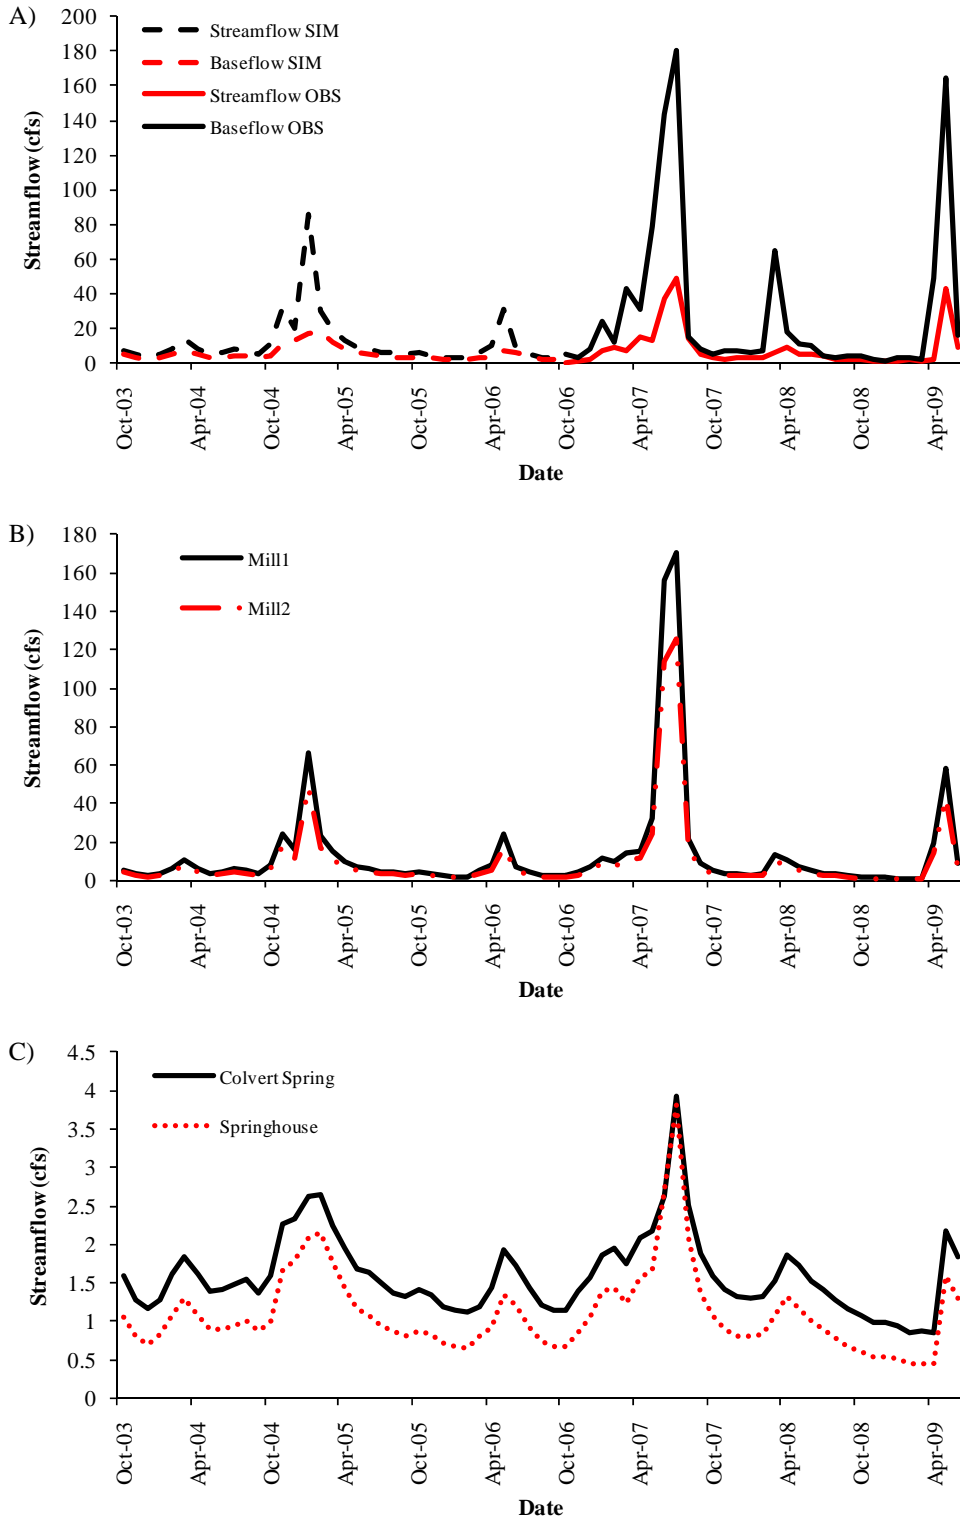 A)
Streamflow (cfs)
200
180
160
140
120
100
80
60
40
20
0
Streamflow SIM
Baseflow SIM
Streamflow OBS
Baseflow OBS
Oct-03
Apr-04
Oct-04
Apr-05
Oct-05
Apr-06
Oct-06
Apr-07
Oct-07
Apr-08
Oct-08
Apr-09
Date
B)
Streamflow (cfs)
180
160
140
120
100
80
60
40
20
0
Mill1
Mill2
Oct-03
Apr-04
Oct-04
Apr-05
Oct-05
Apr-06
Oct-06
Apr-07
Oct-07
Apr-08
Oct-08
Apr-09
Date
C)
Streamflow (cfs)
4.5
4
3.5
3
2.5
2
1.5
1
0.5
0
Colvert Spring
Springhouse
Oct-03
Apr-04
Oct-04
Apr-05
Oct-05
Apr-06
Oct-06
Apr-07
Oct-07
Apr-08
Oct-08
Apr-09
Date